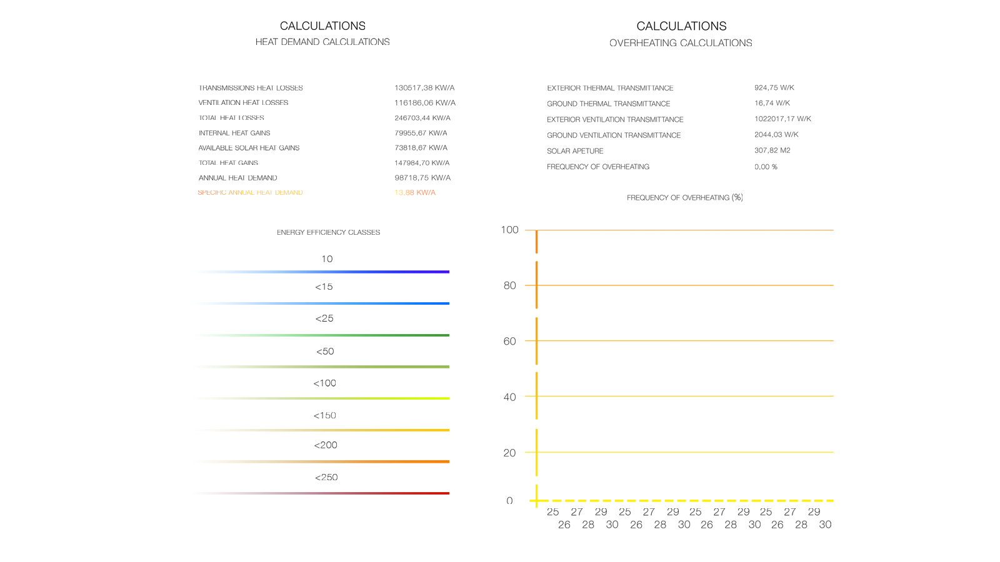 CALCULATIONS
HEAT DEMAND CALCULATIONS
TRANSMISSIONS HEAT LOSSES 130517,38 KW/A
VENTILATION HEAT LOSSES 116186,06 KW/A
TOTAL HEAT LOSSES 246703,44 KW/A
INTERNAL HEAT GAINS 79955,67 KW/A
AVAILABLE SOLAR HEAT GAINS 73818,67 KW/A
TOTAL HEAT GAINS 147984,70 KW/A
ANNUAL HEAT DEMAND 98718,75 KW/A
SPECIFIC ANNUAL HEAT DEMAND 13,88 KW/A
ENERGY EFFICIENCY CLASSES
10
<15
<25
<50
<100
<150
<200
<250
CALCULATIONS
OVERHEATING CALCULATIONS
EXTERIOR THERMAL TRANSMITTANCE 924,75 W/K
GROUND THERMAL TRANSMITTANCE 16,74 W/K
EXTERIOR VENTILATION TRANSMITTANCE 1022017,17 W/K
GROUND VENTILATION TRANSMITTANCE 2044,03 W/K
SOLAR APETURE 307,82 M2
FREQUENCY OF OVERHEATING 0,00 %
FREQUENCY OF OVERHEATING (%)
100
80
60
40
20
0
25 27 29 25 27 29 25 27 29 25 27 29
26 28 30 26 28 30 26 28 30 26 28 30